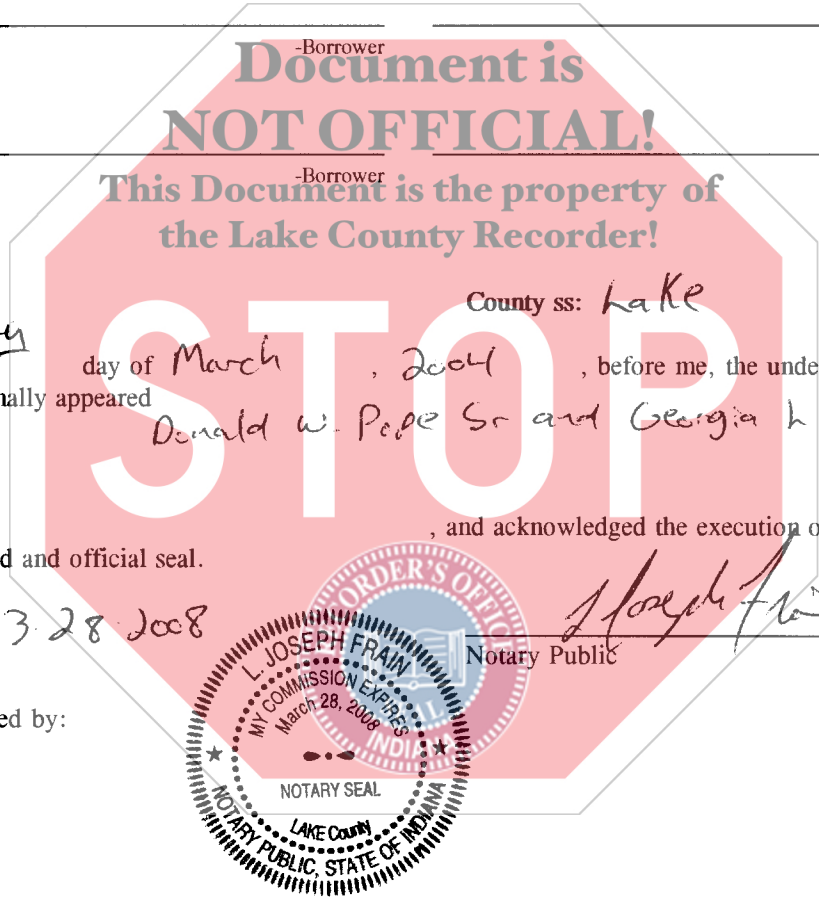 -Borrower
Document is
NOT OFFICIAL!
-Borrower
This Document is the property of
the Lake County Recorder!
County ss: Lake
STOP
day of March , 2004 , before me, the unde
nally appeared
Donald W. Pope Sr and Georgia L
, and acknowledged the execution o
d and official seal.
RECORDER'S OFFICE
SEAL
INDIANA
3 28 2008
L Joseph Frain
Notary Public
L. JOSEPH FRAIN
MY COMMISSION EXPIRES
March 28, 2008
NOTARY SEAL
LAKE County
NOTARY PUBLIC, STATE OF INDIANA
ed by: